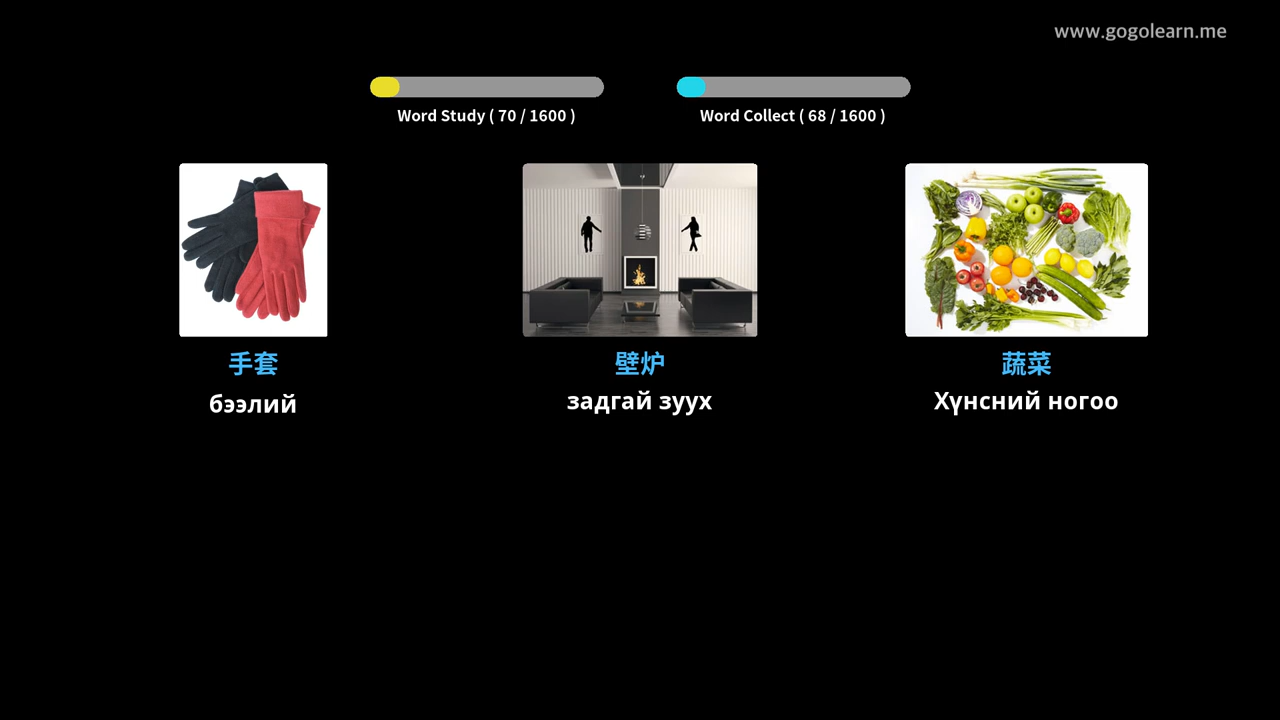 www.gogolearn.me
Word Study ( 70 / 1600 )
Word Collect ( 68 / 1600 )
手套
бээлий
壁炉
задгай зуух
蔬菜
Хүнсний ногоо